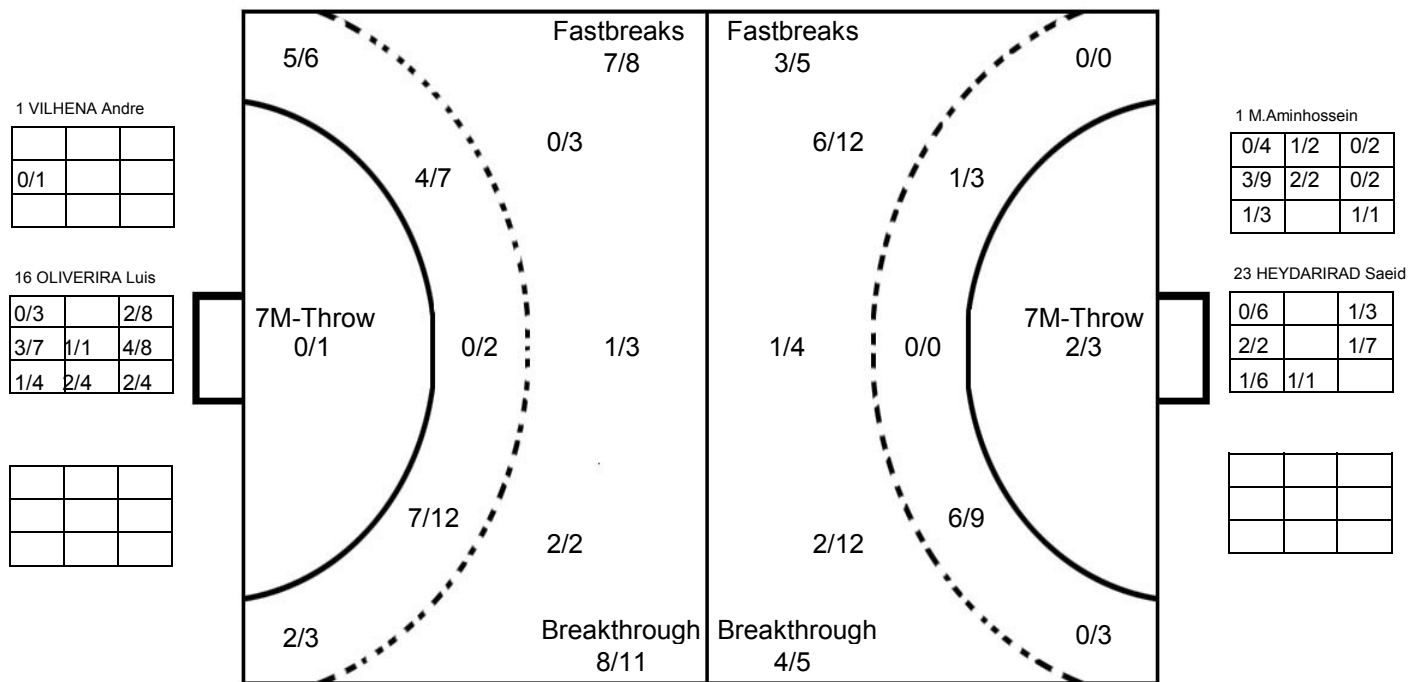 Fastbreaks Fastbreaks
5/6 7/8 3/5 0/0
1 VILHENA Andre 1 M.Aminhossein
0/3 6/12 0/4 1/2 0/2
0/1 4/7 1/3 3/9 2/2 0/2
1/3 1/1
16 OLIVERIRA Luis 23 HEYDARIRAD Saeid
0/3 2/8 7M-Throw 7M-Throw 0/6 1/3
3/7 1/1 4/8 0/1 0/2 1/3 1/4 0/0 2/3 2/2 1/7
1/4 2/4 2/4 1/6 1/1
7/12 6/9
2/2 2/12
2/3 Breakthrough Breakthrough 0/3
8/11 4/5